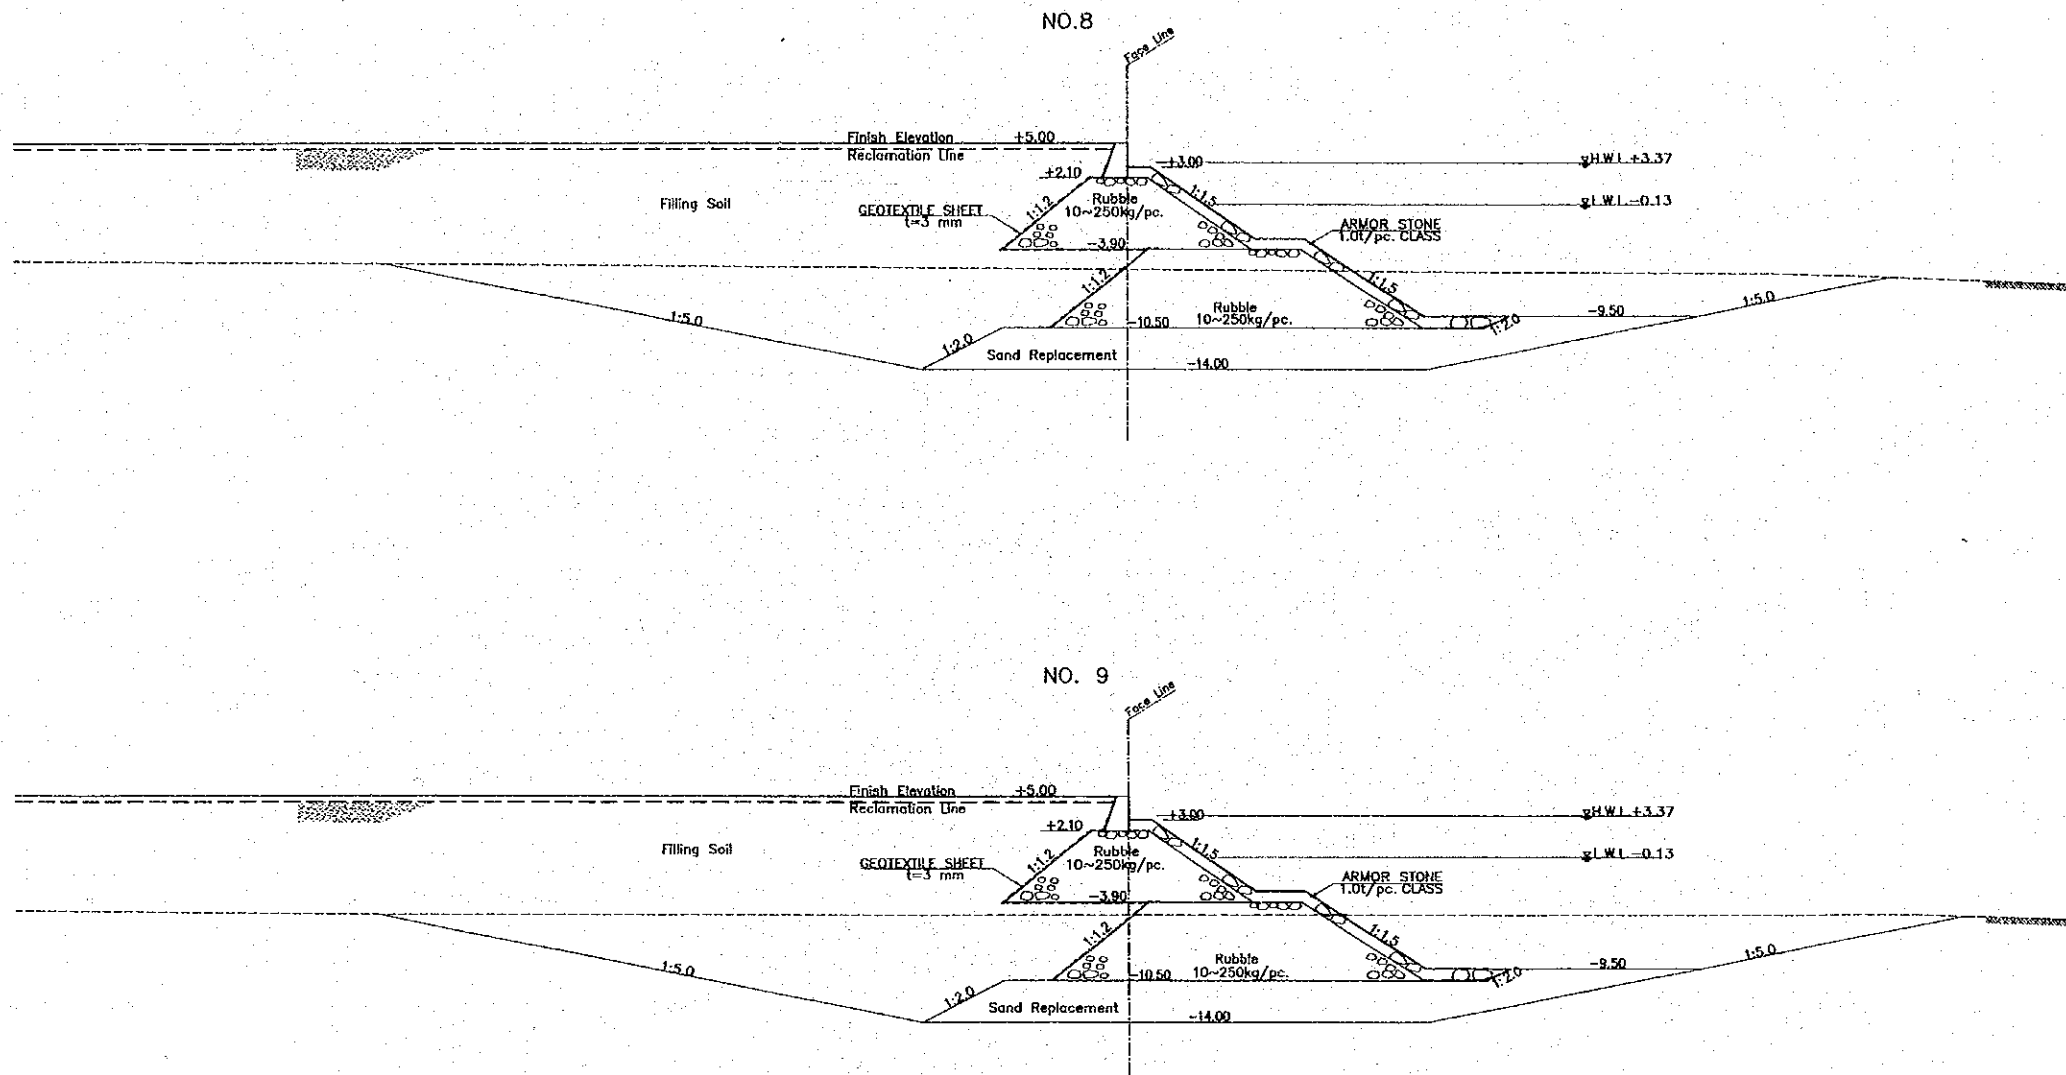 NO.8
Face Line
Finish Elevation +5.00
Reclamation Line
+3.00
H.W.L +3.37
+2.10
1:1.5
Rubble
10~250kg/pc.
Filling Soil
GEOTEXTILE SHEET
t=3 mm
1:1.2
L.W.L -0.13
ARMOR STONE
1.0t/pc. CLASS
-3.90
1:1.2
1:1.5
1:5.0
Rubble
10~250kg/pc.
1:5.0
-10.50
-9.50
1:2.0
1:2.0
Sand Replacement
-14.00
NO. 9
Face Line
Finish Elevation +5.00
Reclamation Line
+3.00
H.W.L +3.37
+2.10
1:1.5
Rubble
10~250kg/pc.
Filling Soil
GEOTEXTILE SHEET
t=3 mm
1:1.2
L.W.L -0.13
ARMOR STONE
1.0t/pc. CLASS
-3.90
1:1.2
1:1.5
1:5.0
Rubble
10~250kg/pc.
1:5.0
-10.50
-9.50
1:2.0
1:2.0
Sand Replacement
-14.00